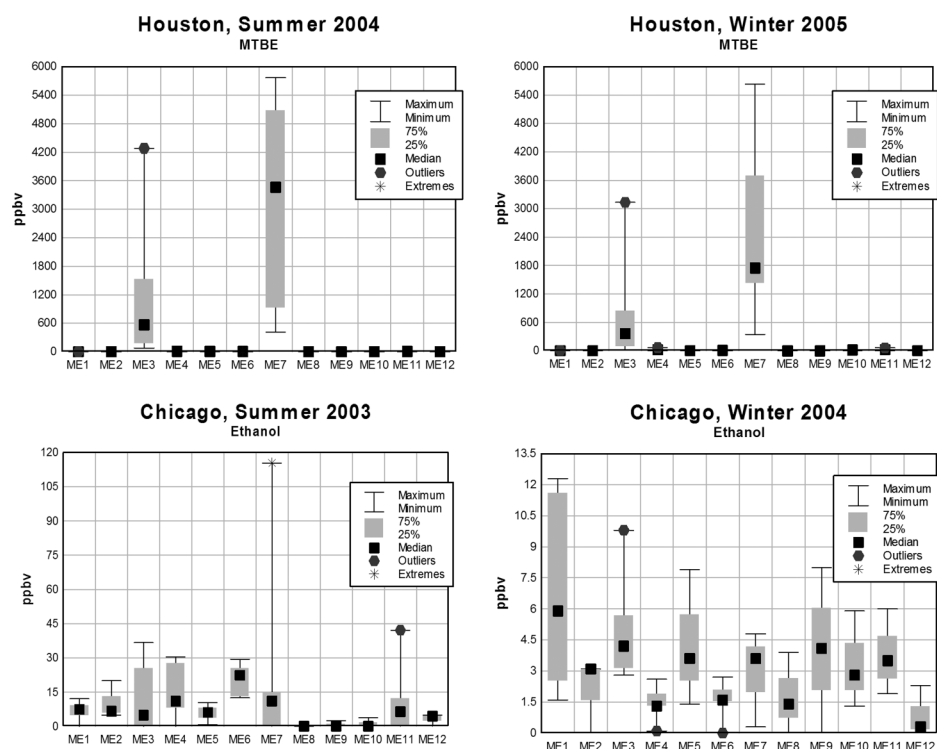 Houston, Summer 2004
MTBE
ppbv
6000
5400
4800
4200
3600
3000
2400
1800
1200
600
0
ME1 ME2 ME3 ME4 ME5 ME6 ME7 ME8 ME9 ME10 ME11 ME12
Maximum
Minimum
75%
25%
Median
Outliers
Extremes
Houston, Winter 2005
MTBE
ppbv
6000
5400
4800
4200
3600
3000
2400
1800
1200
600
0
ME1 ME2 ME3 ME4 ME5 ME6 ME7 ME8 ME9 ME10 ME11 ME12
Maximum
Minimum
75%
25%
Median
Outliers
Extremes
Chicago, Summer 2003
Ethanol
ppbv
120
105
90
75
60
45
30
15
0
ME1 ME2 ME3 ME4 ME5 ME6 ME7 ME8 ME9 ME10 ME11 ME12
Maximum
Minimum
75%
25%
Median
Outliers
Extremes
Chicago, Winter 2004
Ethanol
ppbv
13.5
12
10.5
9
7.5
6
4.5
3
1.5
0
ME1 ME2 ME3 ME4 ME5 ME6 ME7 ME8 ME9 ME10 ME11 ME12
Maximum
Minimum
75%
25%
Median
Outliers
Extremes